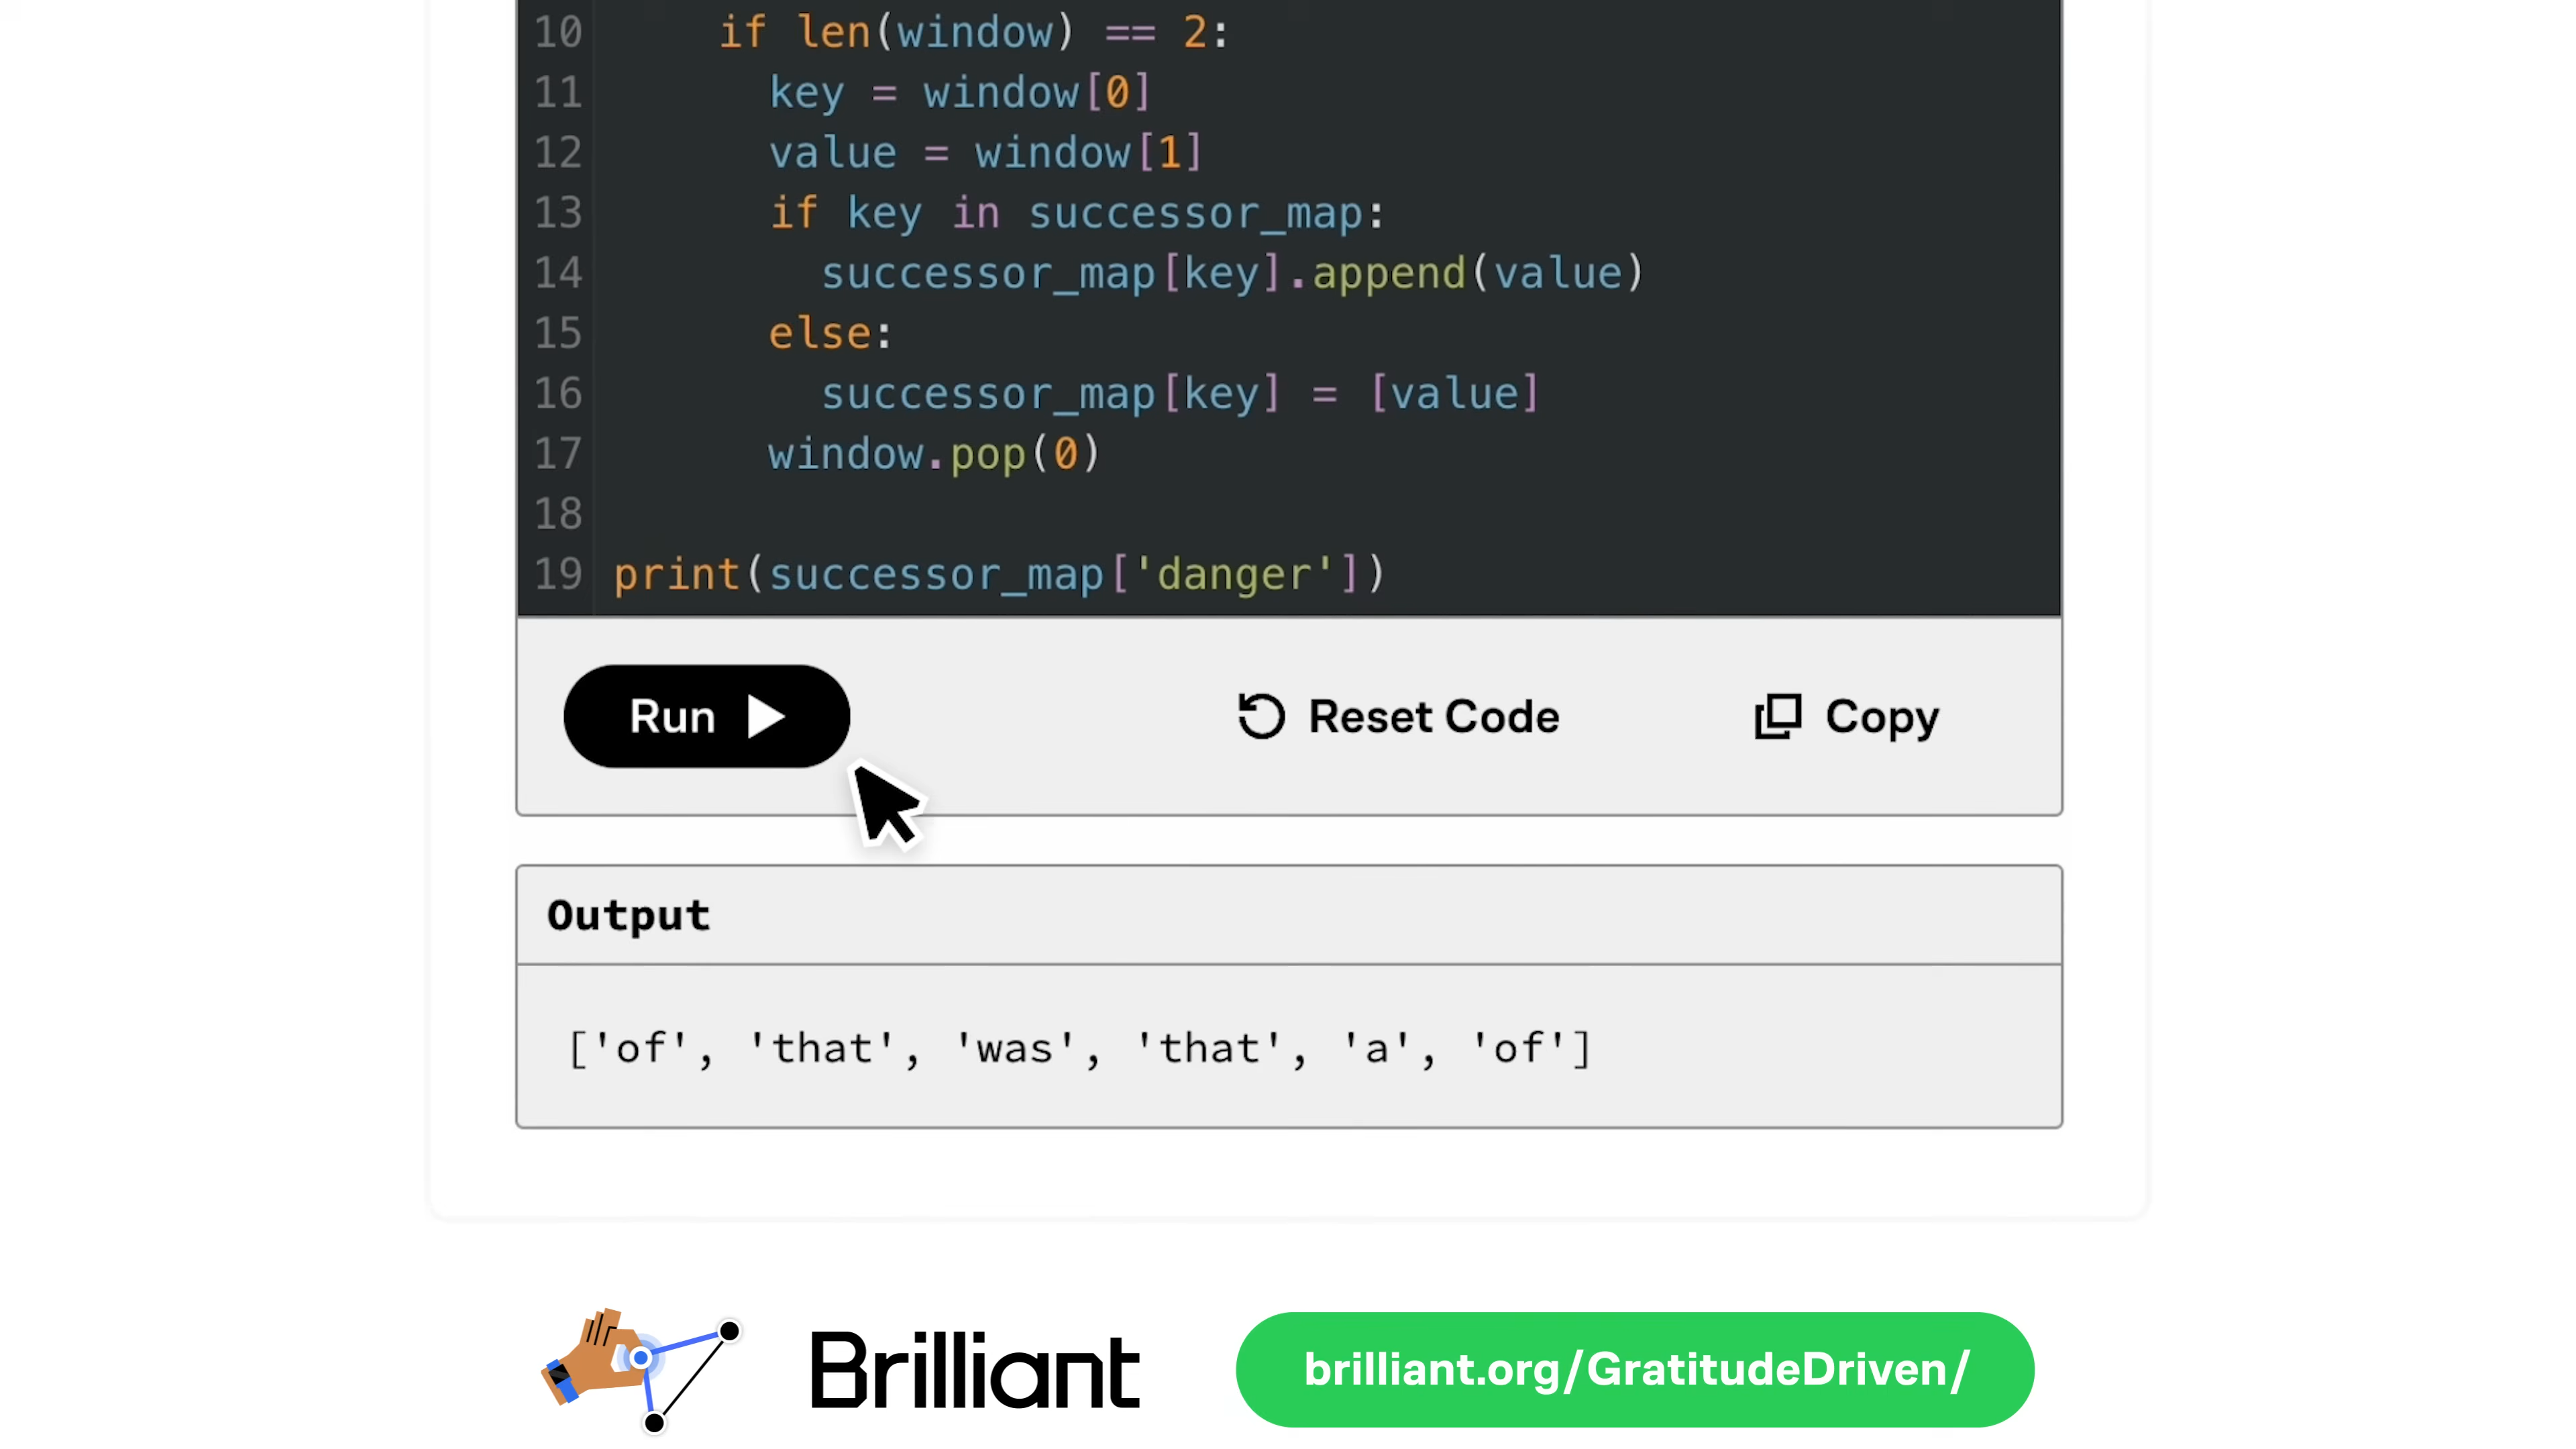 10 if len(window) == 2:
11 key = window[0]
12 value = window[1]
13 if key in successor_map:
14 successor_map[key].append(value)
15 else:
16 successor_map[key] = [value]
17 window.pop(0)
18
19 print(successor_map['danger'])
Run
Reset Code
Copy
Output
['of', 'that', 'was', 'that', 'a', 'of']
Brilliant
brilliant.org/GratitudeDriven/